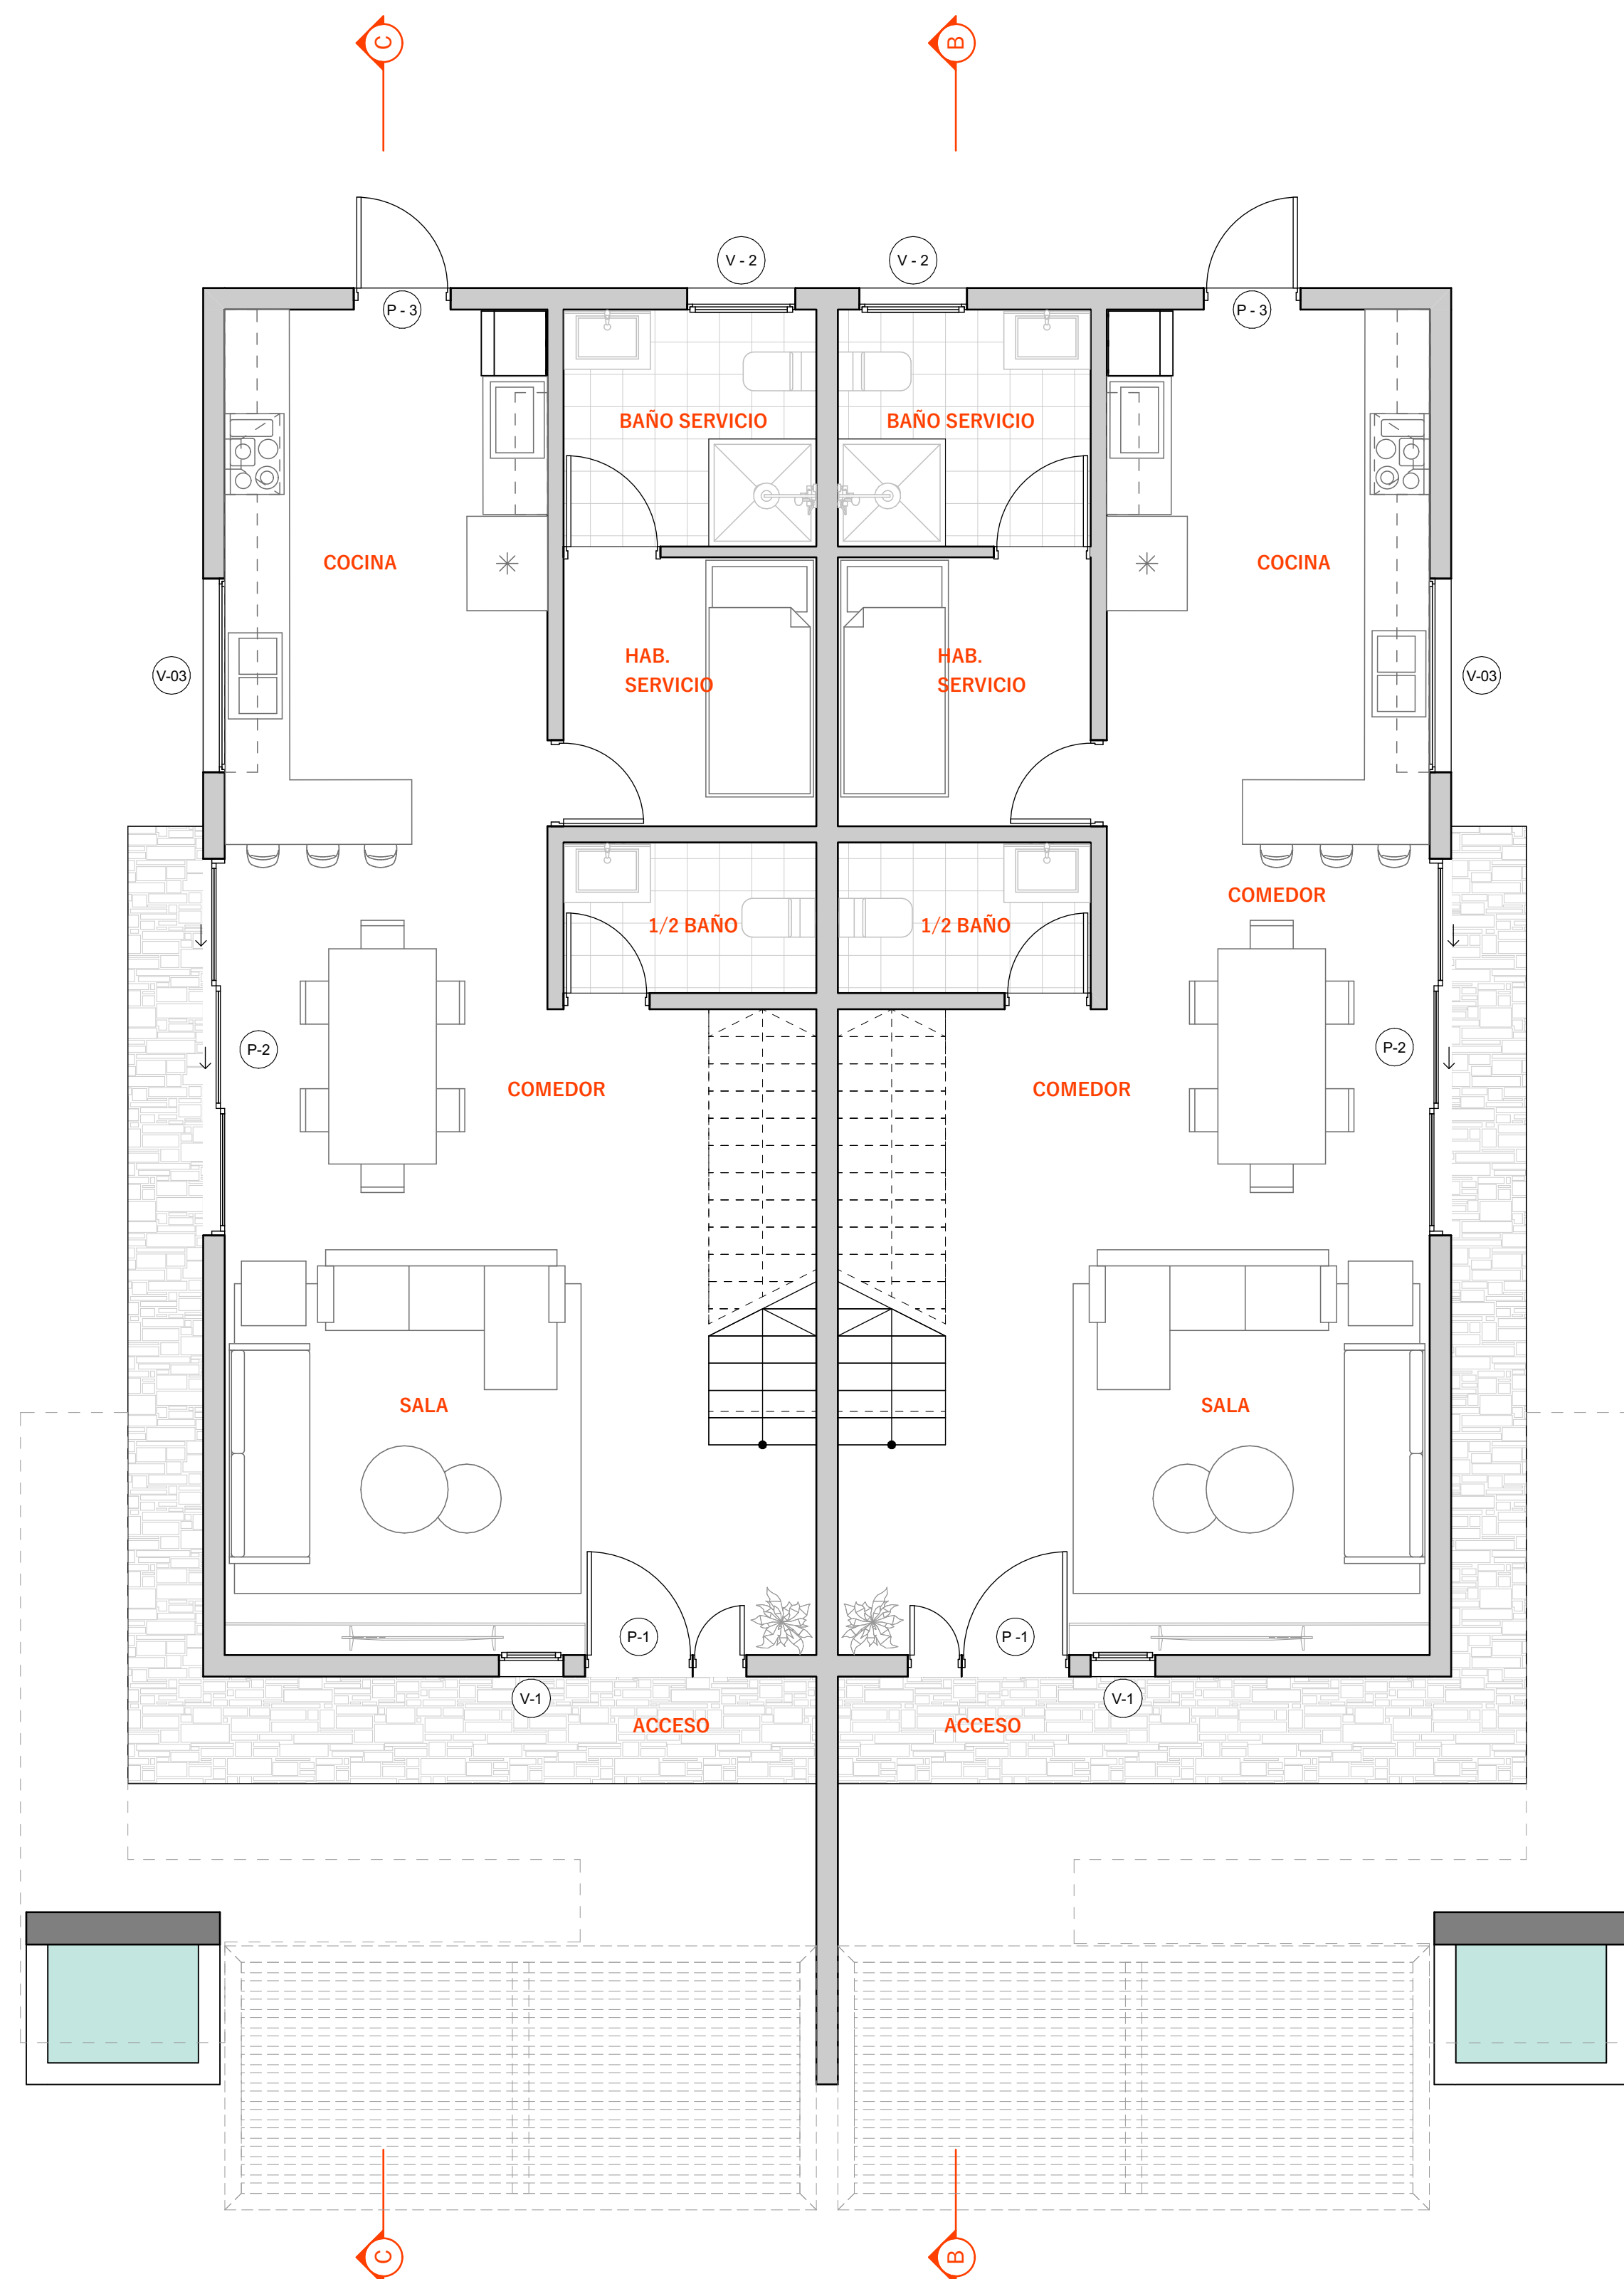 C
B
V - 2
V - 2
P - 3
P - 3
BAÑO SERVICIO
BAÑO SERVICIO
COCINA
COCINA
HAB.
SERVICIO
HAB.
SERVICIO
V-03
V-03
COMEDOR
1/2 BAÑO
1/2 BAÑO
P-2
P-2
COMEDOR
COMEDOR
SALA
SALA
P-1
P -1
V-1
V-1
ACCESO
ACCESO
C
B